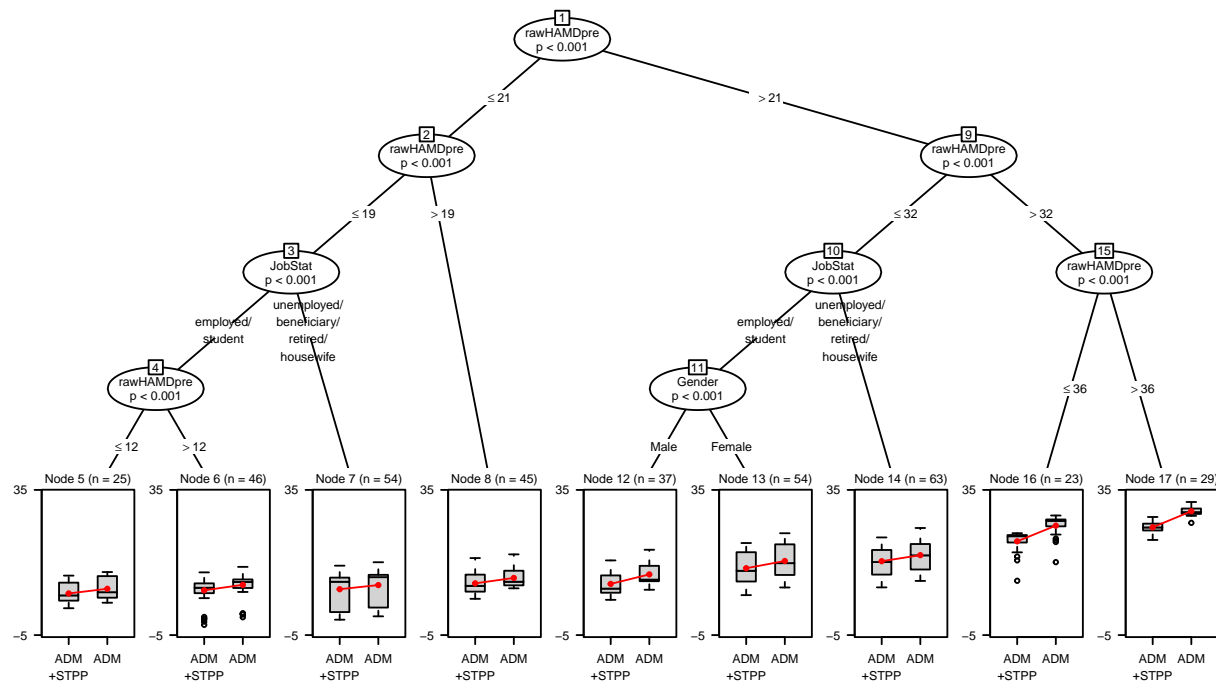 1
rawHAMDpre
p < 0.001
≤ 21
> 21
2
rawHAMDpre
p < 0.001
9
rawHAMDpre
p < 0.001
≤ 19
> 19
≤ 32
> 32
3
JobStat
p < 0.001
10
JobStat
p < 0.001
15
rawHAMDpre
p < 0.001
employed/
student
unemployed/
beneficiary/
retired/
housewife
employed/
student
unemployed/
beneficiary/
retired/
housewife
4
rawHAMDpre
p < 0.001
11
Gender
p < 0.001
≤ 36
> 36
≤ 12
> 12
Male
Female
Node 5 (n = 25)
35
−5
ADM
+STPP
ADM
Node 6 (n = 46)
35
−5
ADM
+STPP
ADM
Node 7 (n = 54)
35
−5
ADM
+STPP
ADM
Node 8 (n = 45)
35
−5
ADM
+STPP
ADM
Node 12 (n = 37)
35
−5
ADM
+STPP
ADM
Node 13 (n = 54)
35
−5
ADM
+STPP
ADM
Node 14 (n = 63)
35
−5
ADM
+STPP
ADM
Node 16 (n = 23)
35
−5
ADM
+STPP
ADM
Node 17 (n = 29)
35
−5
ADM
+STPP
ADM